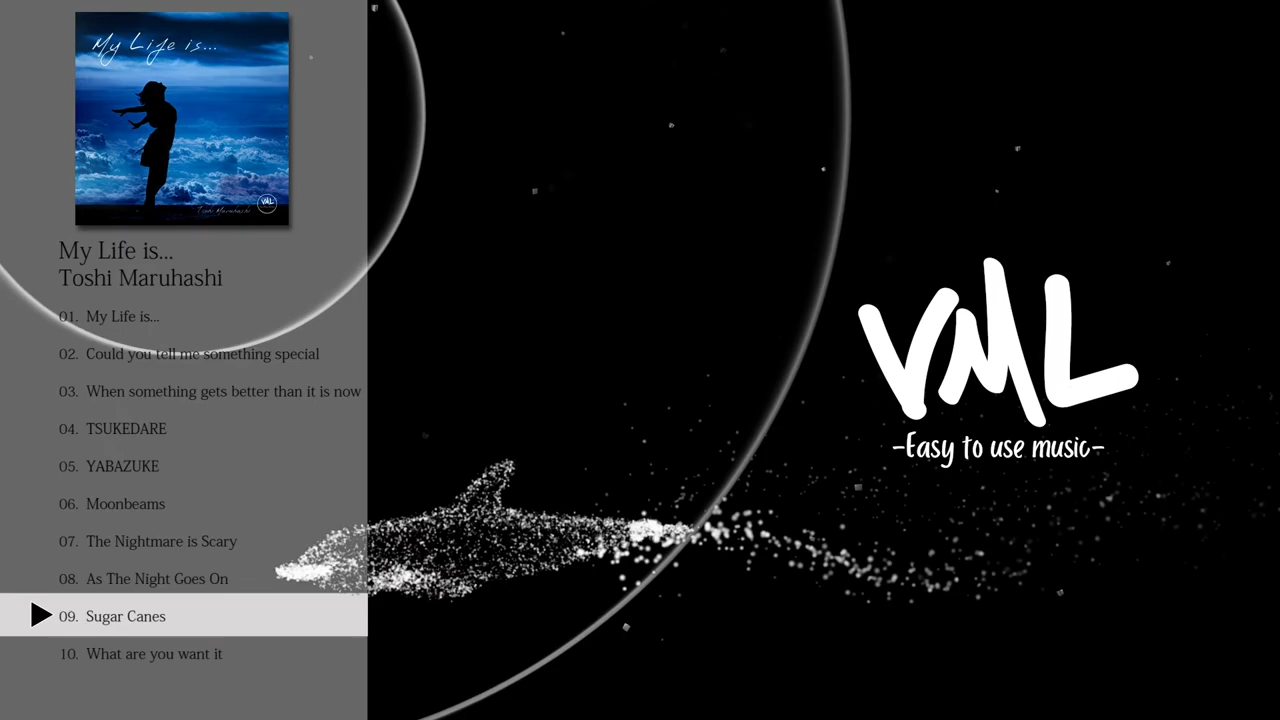 My Life is...
VML
Toshi Maruhashi
My Life is...
Toshi Maruhashi
01. My Life is...
02. Could you tell me something special
03. When something gets better than it is now
04. TSUKEDARE
05. YABAZUKE
06. Moonbeams
07. The Nightmare is Scary
08. As The Night Goes On
09. Sugar Canes
10. What are you want it
VML
-Easy to use music-